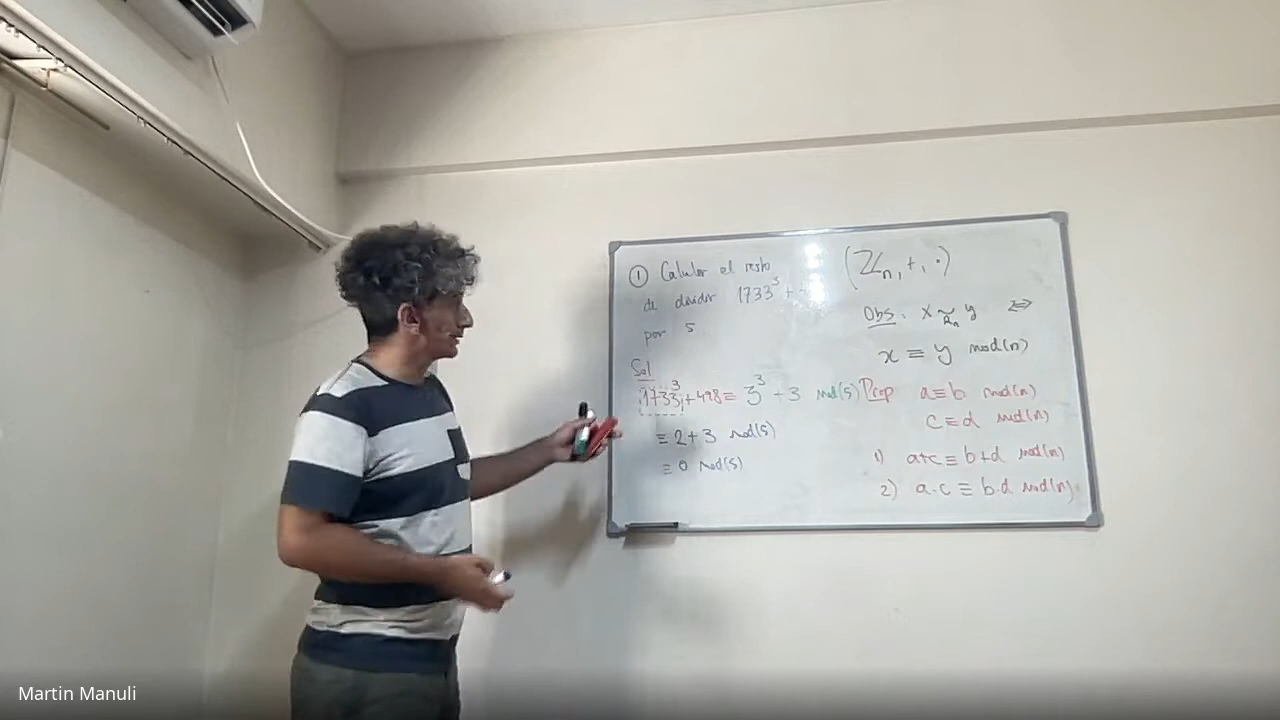 ① Calcular el resto
de dividir 1733³ +
por 5
Sol
1733³ + 498 ≡ 3³ + 3 mod(5)
≡ 2+3 mod(5)
≡ 0 mod(5)
(ℤn, +, ·)
Obs: x ~Rn y ⇔
x ≡ y mod(n)
Prop a≡b mod(n)
c≡d mod(n)
1) a+c ≡ b+d mod(n)
2) a·c ≡ b·d mod(n)
Martin Manuli